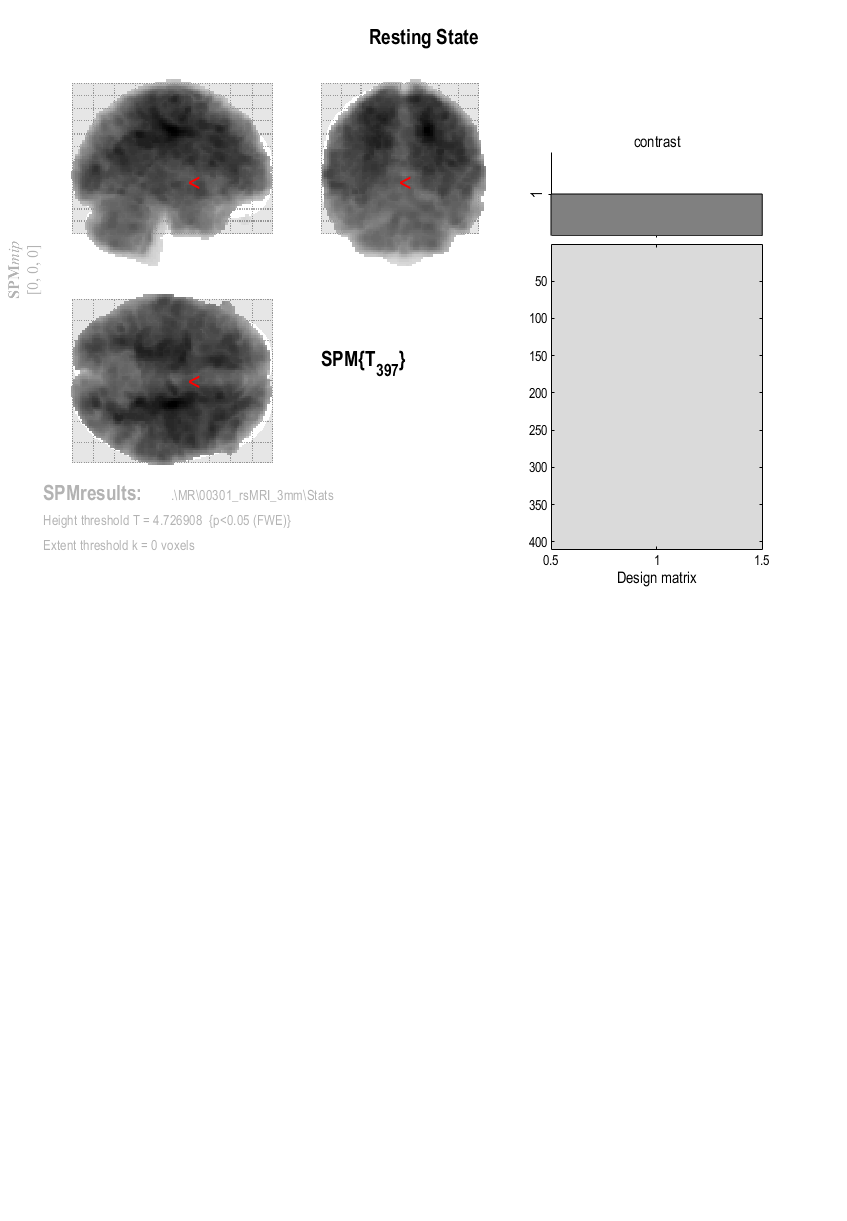 Resting State
SPMmip
[0, 0, 0]
<
<
<
SPM{T397}
contrast
1
50
100
150
200
250
300
350
400
0.5 1 1.5
Design matrix
SPMresults: .\MR\00301_rsMRI_3mm\Stats
Height threshold T = 4.726908 {p<0.05 (FWE)}
Extent threshold k = 0 voxels